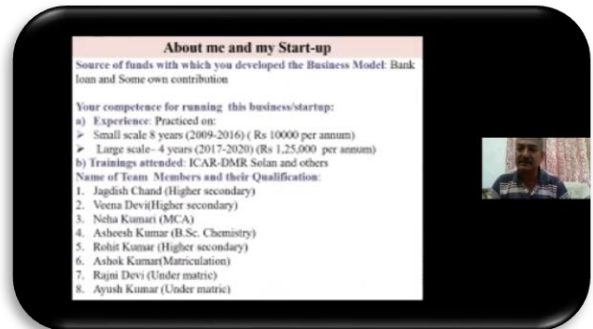 About me and my Start-up
Source of funds with which you developed the Business Model: Bank
loan and Some own contribution
Your competence for running this business/startup:
a) Experience: Practiced on:
➢ Small scale 8 years (2009-2016) ( Rs 10000 per annum)
➢ Large scale– 4 years (2017-2020) (Rs 1,25,000 per annum)
b) Trainings attended: ICAR-DMR Solan and others
Name of Team Members and their Qualification:
1. Jagdish Chand (Higher secondary)
2. Veena Devi(Higher secondary)
3. Neha Kumari (MCA)
4. Asheesh Kumar (B.Sc. Chemistry)
5. Rohit Kumar (Higher secondary)
6. Ashok Kumar(Matriculation)
7. Rajni Devi (Under matric)
8. Ayush Kumar (Under matric)